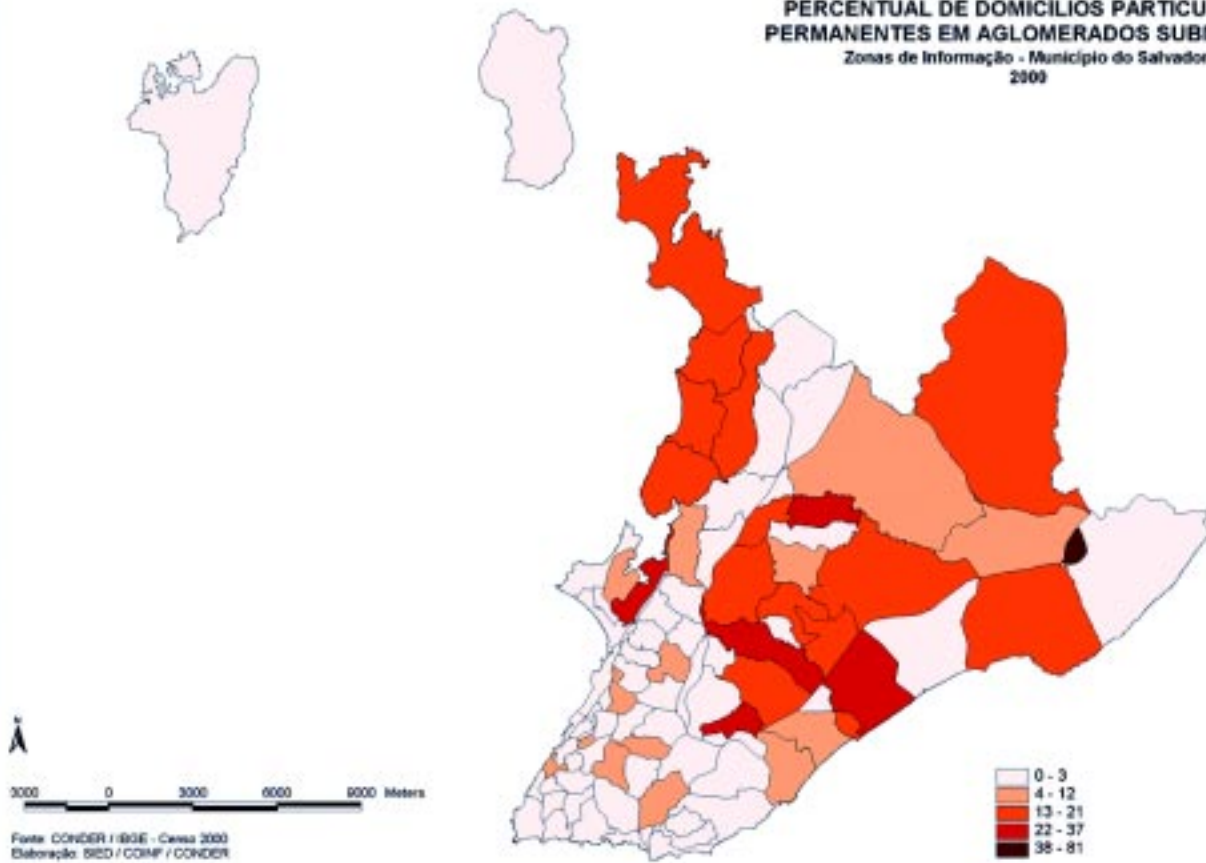 PERCENTUAL DE DOMICÍLIOS PARTICU
PERMANENTES EM AGLOMERADOS SUB
Zonas de Informação - Município do Salvador
2000
N
3000 0 3000 6000 9000 Meters
Fonte: CONDER / IBGE - Censo 2000
Elaboração: SIED / COINF / CONDER
0 - 3
4 - 12
13 - 21
22 - 37
38 - 81